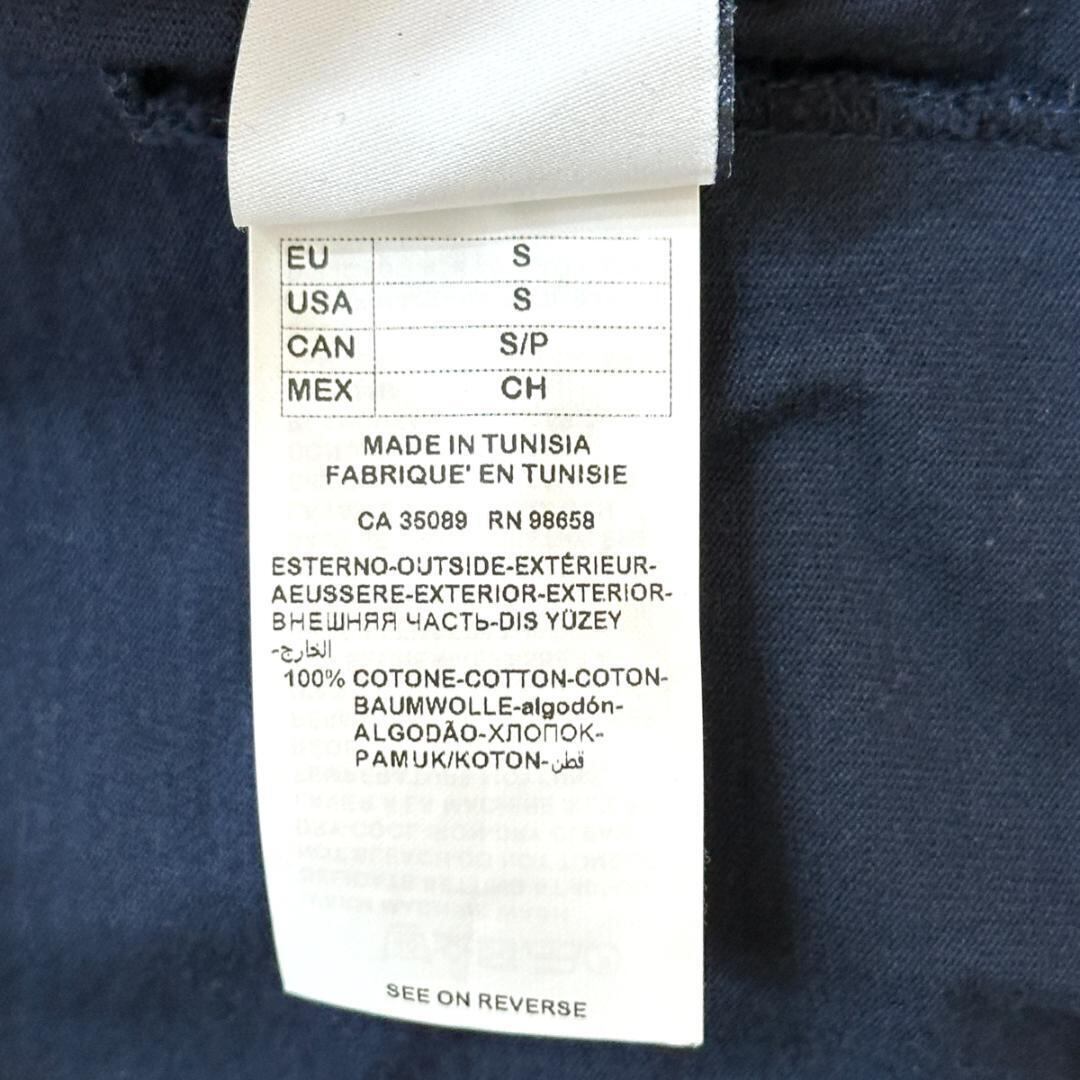 EU S
USA S
CAN S/P
MEX CH
MADE IN TUNISIA
FABRIQUE' EN TUNISIE
CA 35089 RN 98658
ESTERNO-OUTSIDE-EXTÉRIEUR-
AEUSSERE-EXTERIOR-EXTERIOR-
ВНЕШНЯЯ ЧАСТЬ-DIS YÜZEY
-الخارج
100% COTONE-COTTON-COTON-
BAUMWOLLE-algodón-
ALGODÃO-ХЛОПОК-
PAMUK/KOTON-قطن
SEE ON REVERSE